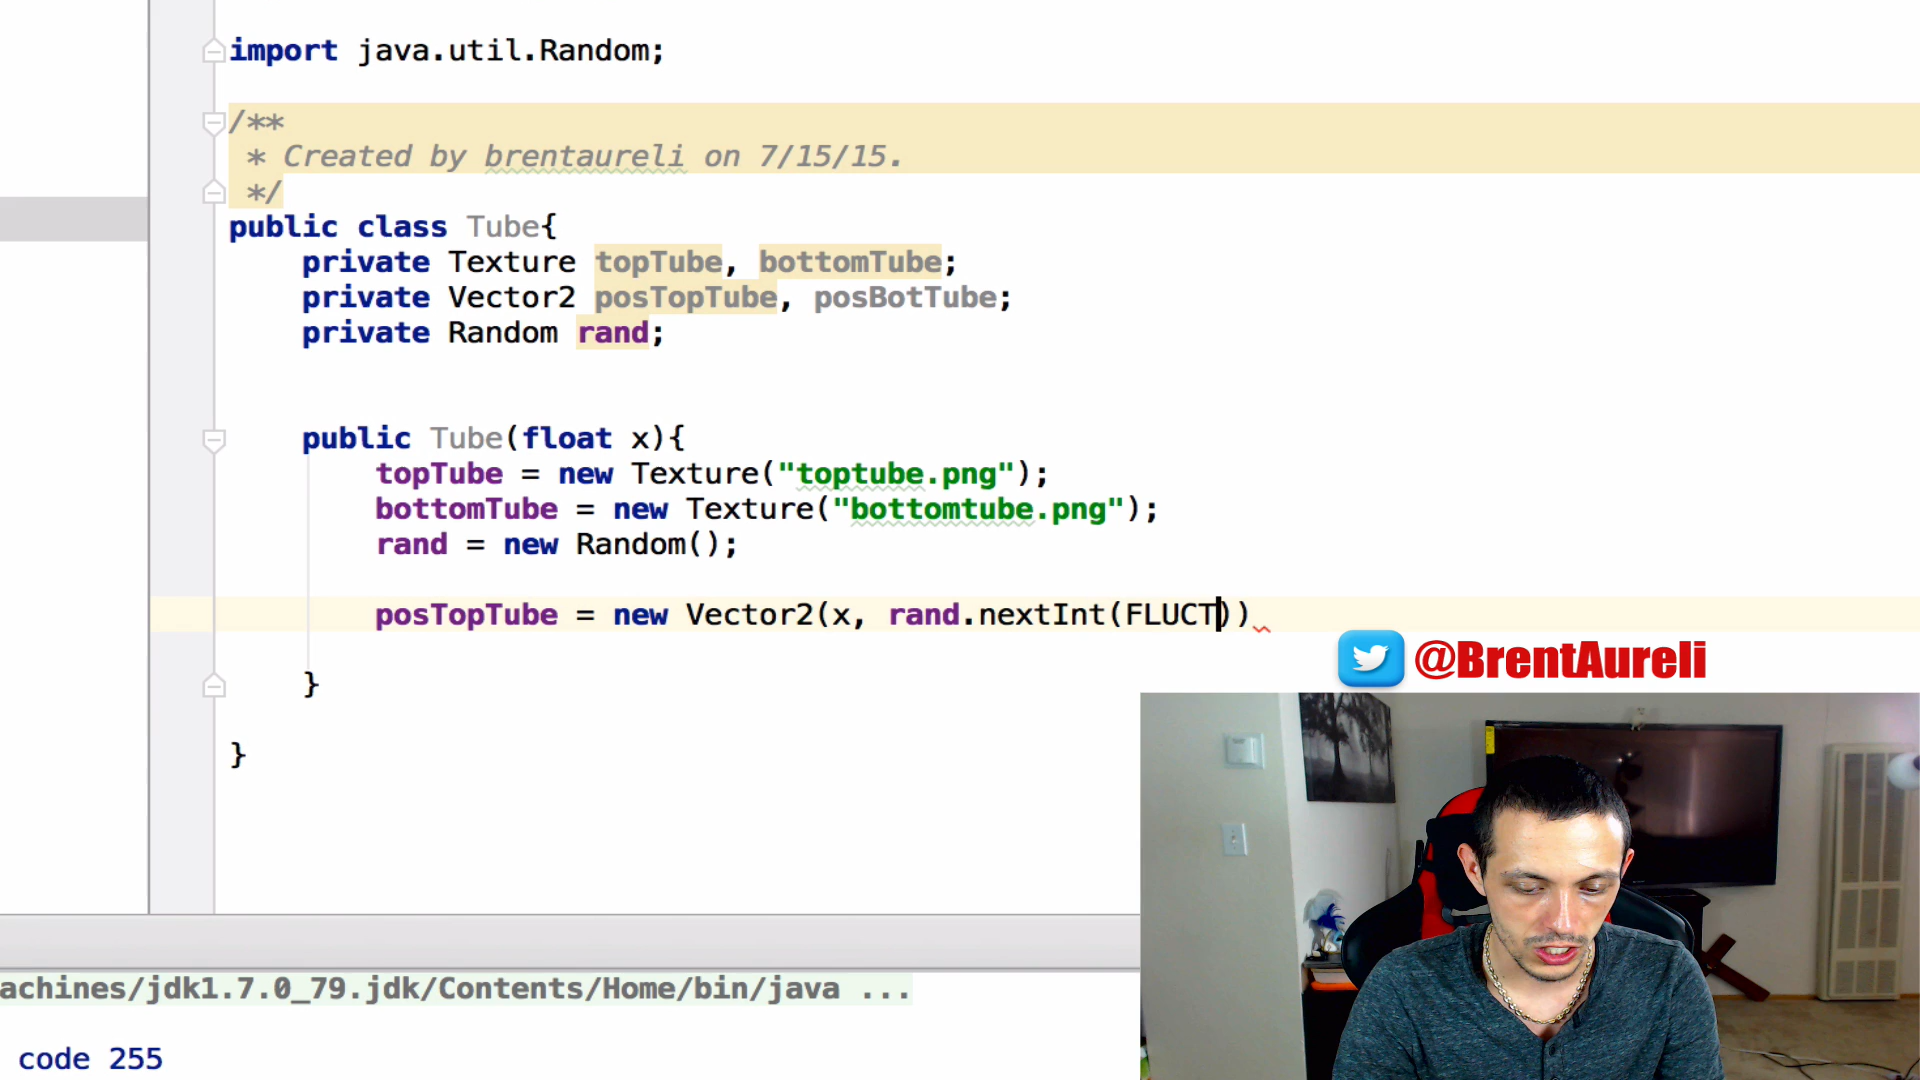 import java.util.Random;
/**
* Created by brentaureli on 7/15/15.
*/
public class Tube{
private Texture topTube, bottomTube;
private Vector2 posTopTube, posBotTube;
private Random rand;
public Tube(float x){
topTube = new Texture("toptube.png");
bottomTube = new Texture("bottomtube.png");
rand = new Random();
posTopTube = new Vector2(x, rand.nextInt(FLUCT))
}
}
@BrentAureli
achines/jdk1.7.0_79.jdk/Contents/Home/bin/java ...
code 255